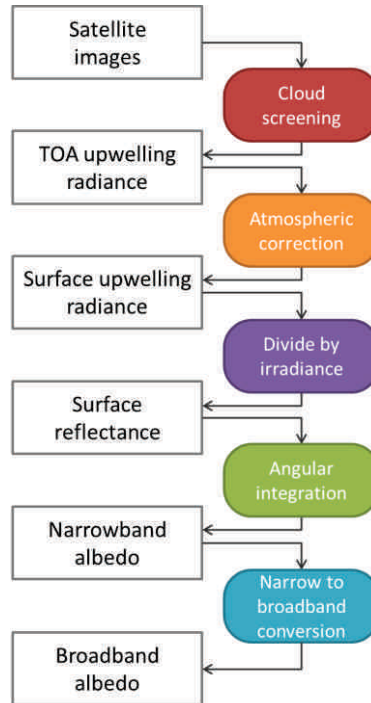 Satellite
images
Cloud
screening
TOA upwelling
radiance
Atmospheric
correction
Surface upwelling
radiance
Divide by
irradiance
Surface
reflectance
Angular
integration
Narrowband
albedo
Narrow to
broadband
conversion
Broadband
albedo